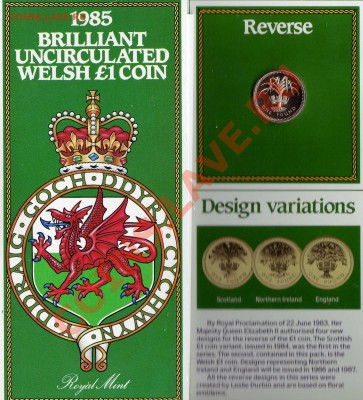 1985
BRILLIANT
UNCIRCULATED
WELSH £1 COIN
Y DDRAIG GOCH DDYRY CYCHWYN
Royal Mint
Reverse
ONE POUND
Design variations
Scotland
Northern Ireland
England
By Royal Proclamation of 22 June 1983, Her
Majesty Queen Elizabeth II authorised four new
designs for the reverse of the £1 coin. The Scottish
£1 coin variant, issued in 1984, was the first in the
series. The second, contained in this pack, is the
Welsh £1 coin. Designs representing Northern
Ireland and England will be issued in 1986 and 1987.
All the reverse designs in this series were
created by Leslie Durbin and are based on floral
emblems.